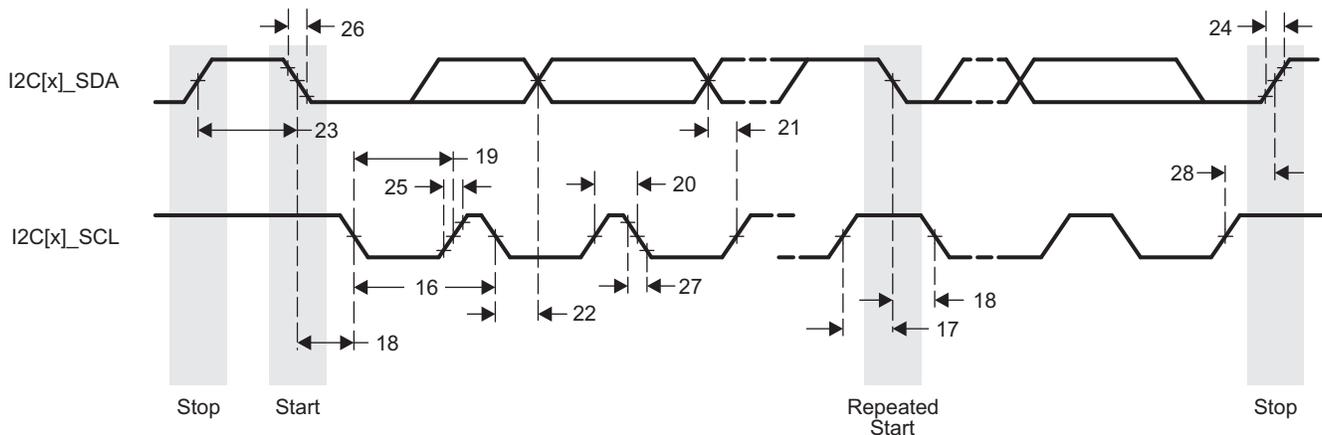 26
24
I2C[x]_SDA
23
21
19
25
20
28
I2C[x]_SCL
16
27
22
18
17
18
Stop
Start
Repeated
Start
Stop